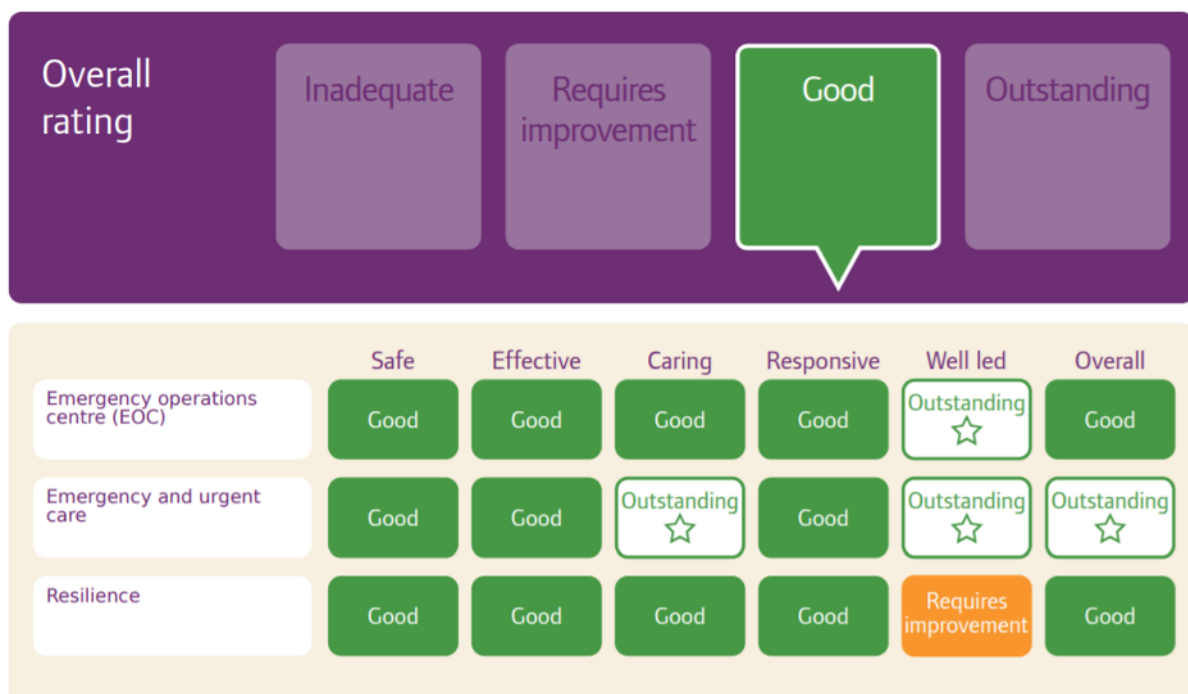 Overall
rating
Inadequate
Requires
improvement
Good
Outstanding
Safe Effective Caring Responsive Well led Overall
Emergency operations
centre (EOC)
Good Good Good Good Outstanding Good
Emergency and urgent
care
Good Good Outstanding Good Outstanding Outstanding
Resilience
Good Good Good Good Requires
improvement
Good